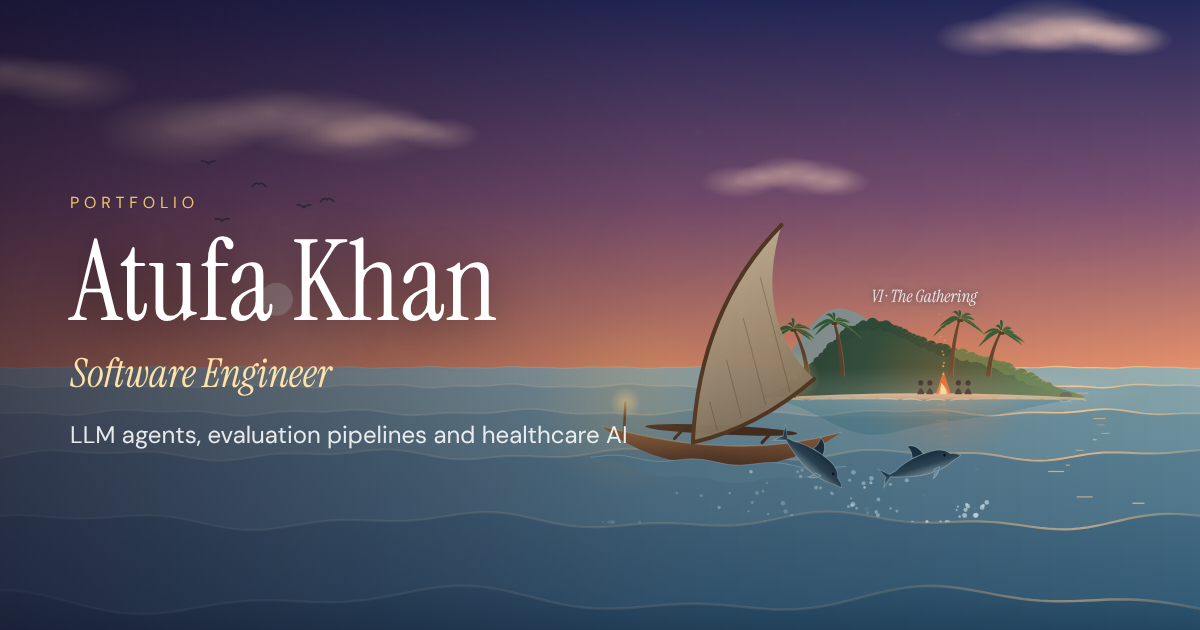 PORTFOLIO
Atufa Khan
Software Engineer
LLM agents, evaluation pipelines and healthcare AI
VI · The Gathering